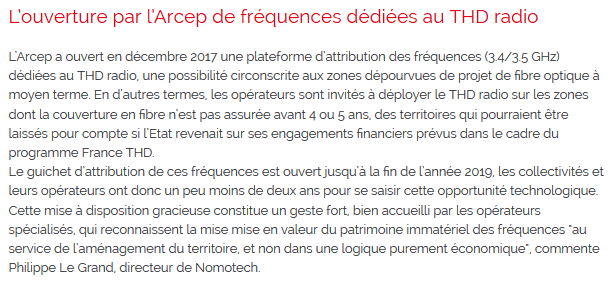 L'ouverture par l'Arcep de fréquences dédiées au THD radio
L'Arcep a ouvert en décembre 2017 une plateforme d'attribution des fréquences (3.4/3.5 GHz)
dédiées au THD radio, une possibilité circonscrite aux zones dépourvues de projet de fibre optique à
moyen terme. En d'autres termes, les opérateurs sont invités à déployer le THD radio sur les zones
dont la couverture en fibre n'est pas assurée avant 4 ou 5 ans, des territoires qui pourraient être
laissés pour compte si l'Etat revenait sur ses engagements financiers prévus dans le cadre du
programme France THD.
Le guichet d'attribution de ces fréquences est ouvert jusqu'à la fin de l'année 2019, les collectivités et
leurs opérateurs ont donc un peu moins de deux ans pour se saisir cette opportunité technologique.
Cette mise à disposition gracieuse constitue un geste fort, bien accueilli par les opérateurs
spécialisés, qui reconnaissent la mise mise en valeur du patrimoine immatériel des fréquences "au
service de l'aménagement du territoire, et non dans une logique purement économique", commente
Philippe Le Grand, directeur de Nomotech.